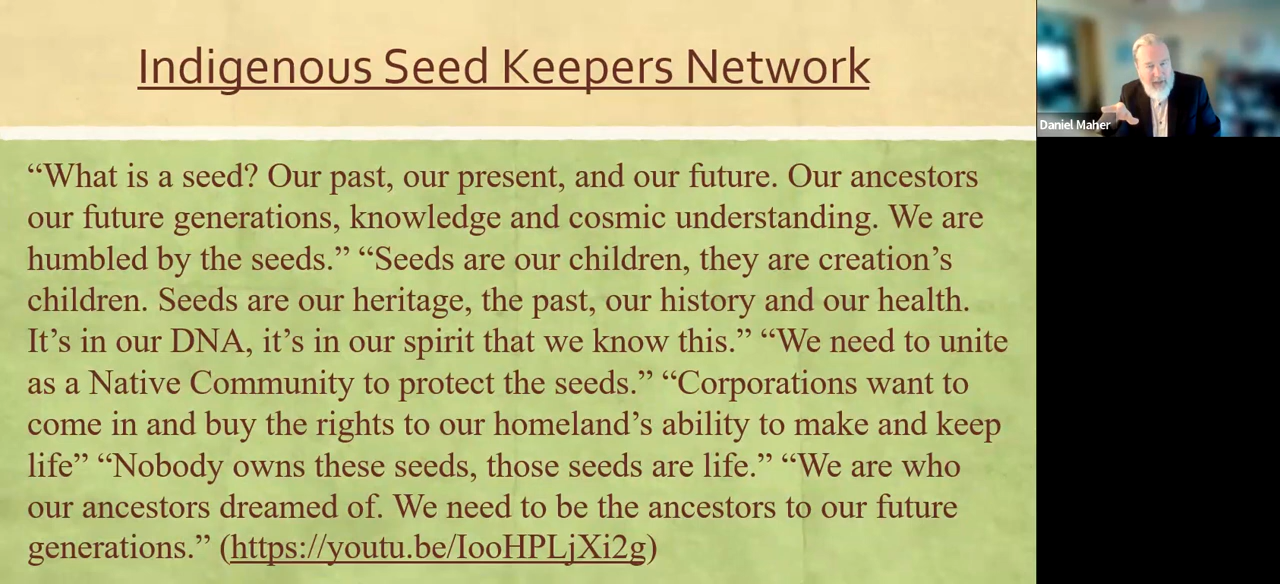 Indigenous Seed Keepers Network
“What is a seed? Our past, our present, and our future. Our ancestors
our future generations, knowledge and cosmic understanding. We are
humbled by the seeds.” “Seeds are our children, they are creation’s
children. Seeds are our heritage, the past, our history and our health.
It’s in our DNA, it’s in our spirit that we know this.” “We need to unite
as a Native Community to protect the seeds.” “Corporations want to
come in and buy the rights to our homeland’s ability to make and keep
life” “Nobody owns these seeds, those seeds are life.” “We are who
our ancestors dreamed of. We need to be the ancestors to our future
generations.” (https://youtu.be/IooHPLjXi2g)
Daniel Maher